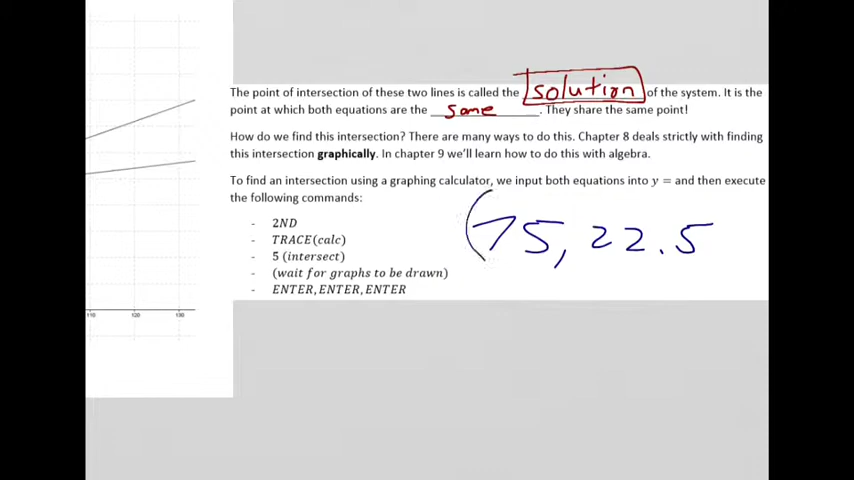 The point of intersection of these two lines is called the solution of the system. It is the
point at which both equations are the same. They share the same point!
How do we find this intersection? There are many ways to do this. Chapter 8 deals strictly with finding
this intersection graphically. In chapter 9 we'll learn how to do this with algebra.
To find an intersection using a graphing calculator, we input both equations into y = and then execute
the following commands:
- 2ND
- TRACE(calc)
- 5 (intersect)
- (wait for graphs to be drawn)
- ENTER, ENTER, ENTER
(75, 22.5
110 120 130